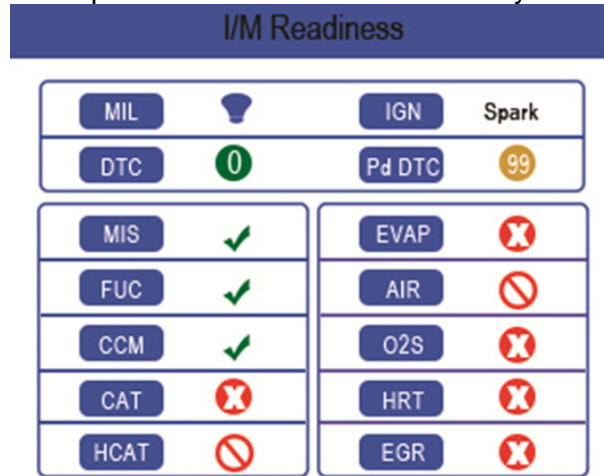 I/M Readiness
MIL IGN Spark
DTC 0 Pd DTC 99
MIS EVAP X
FUC AIR
CCM O2S X
CAT X HRT X
HCAT EGR X